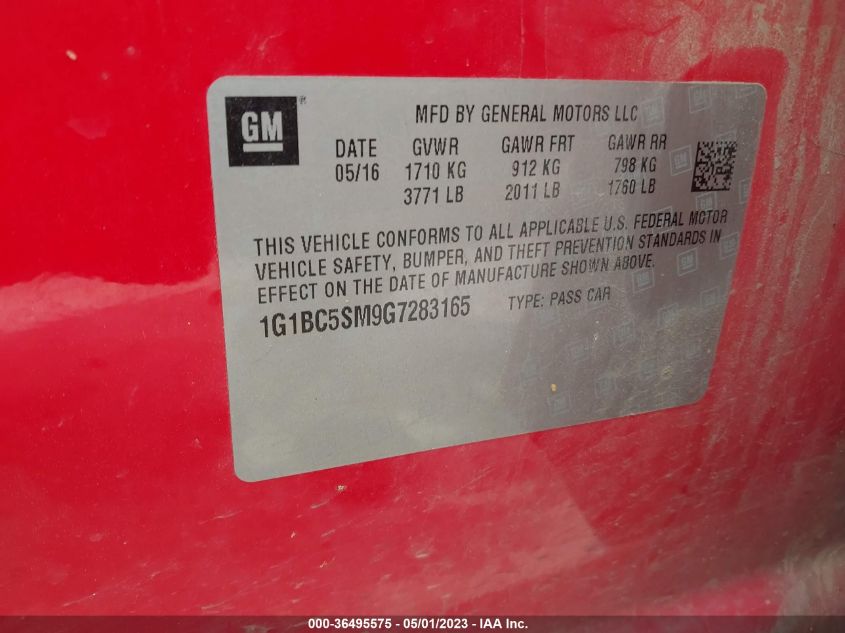 GM
MFD BY GENERAL MOTORS LLC
DATE GVWR GAWR FRT GAWR RR
05/16 1710 KG 912 KG 798 KG
3771 LB 2011 LB 1760 LB
THIS VEHICLE CONFORMS TO ALL APPLICABLE U.S. FEDERAL MOTOR
VEHICLE SAFETY, BUMPER, AND THEFT PREVENTION STANDARDS IN
EFFECT ON THE DATE OF MANUFACTURE SHOWN ABOVE.
1G1BC5SM9G7283165 TYPE: PASS CAR
000-36495575 - 05/01/2023 - IAA Inc.